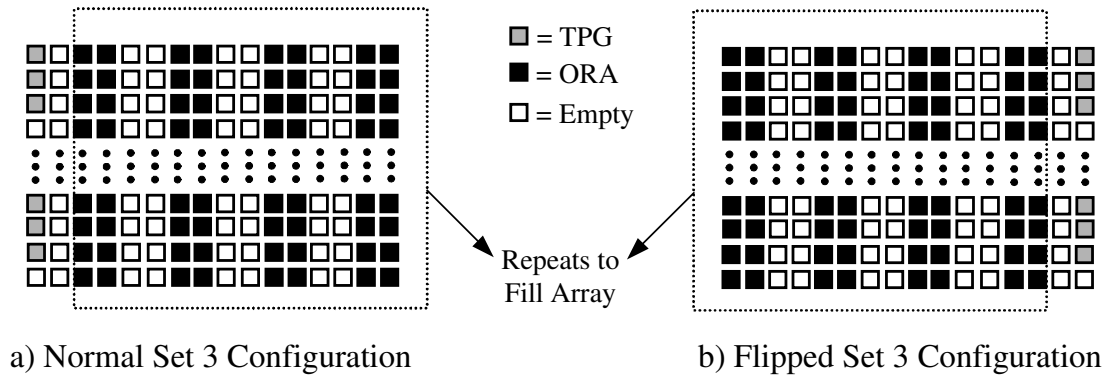 = TPG
= ORA
= Empty
Repeats to
Fill Array
a) Normal Set 3 Configuration
b) Flipped Set 3 Configuration